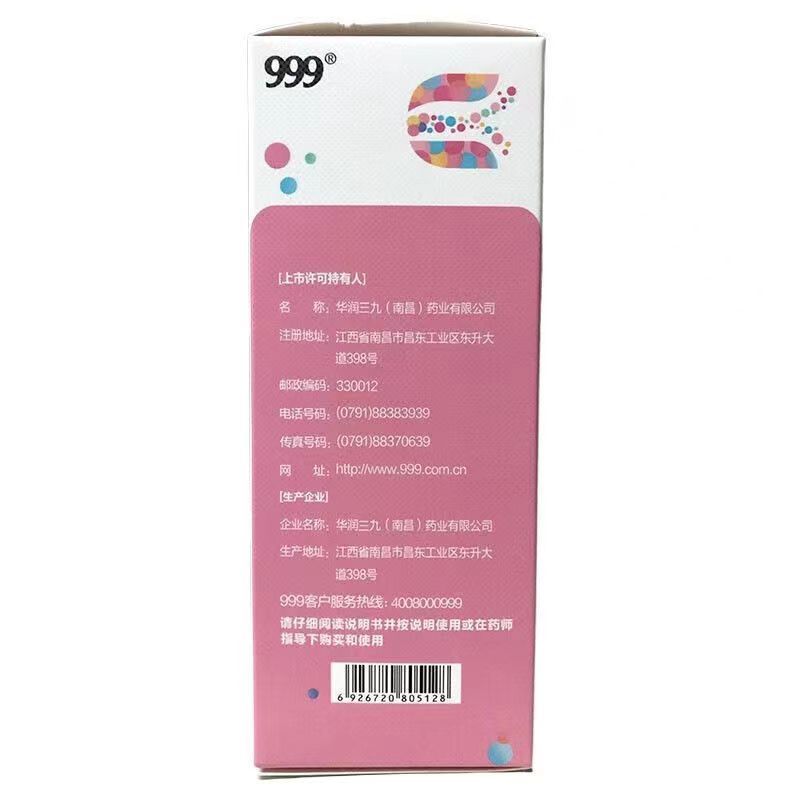 999®
[上市许可持有人]
名 称：华润三九（南昌）药业有限公司
注册地址：江西省南昌市昌东工业区东升大
道398号
邮政编码：330012
电话号码：(0791)88383939
传真号码：(0791)88370639
网 址：http://www.999.com.cn
[生产企业]
企业名称：华润三九（南昌）药业有限公司
生产地址：江西省南昌市昌东工业区东升大
道398号
999客户服务热线：4008000999
请仔细阅读说明书并按说明使用或在药师
指导下购买和使用
6 926720 805128